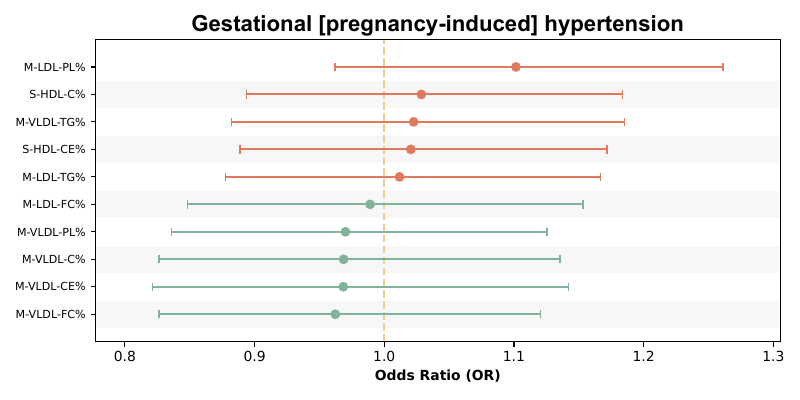 Gestational [pregnancy-induced] hypertension
M-LDL-PL%
S-HDL-C%
M-VLDL-TG%
S-HDL-CE%
M-LDL-TG%
M-LDL-FC%
M-VLDL-PL%
M-VLDL-C%
M-VLDL-CE%
M-VLDL-FC%
0.8 0.9 1.0 1.1 1.2 1.3
Odds Ratio (OR)